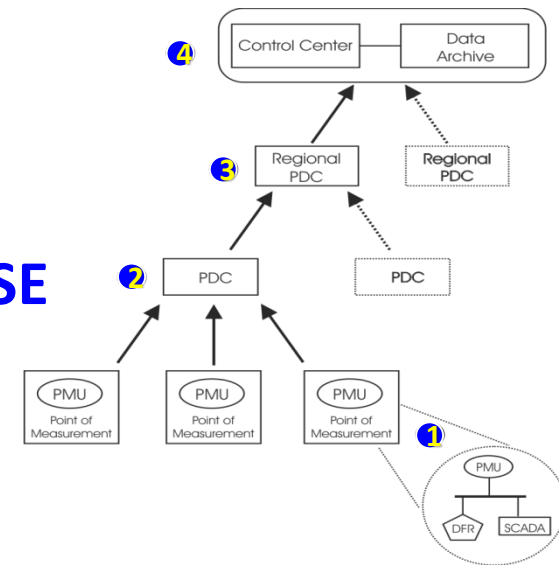 4
Control Center
Data
Archive
3
Regional
PDC
Regional
PDC
SE
2
PDC
PDC
PMU
Point of
Measurement
PMU
Point of
Measurement
PMU
Point of
Measurement
1
PMU
DFR
SCADA